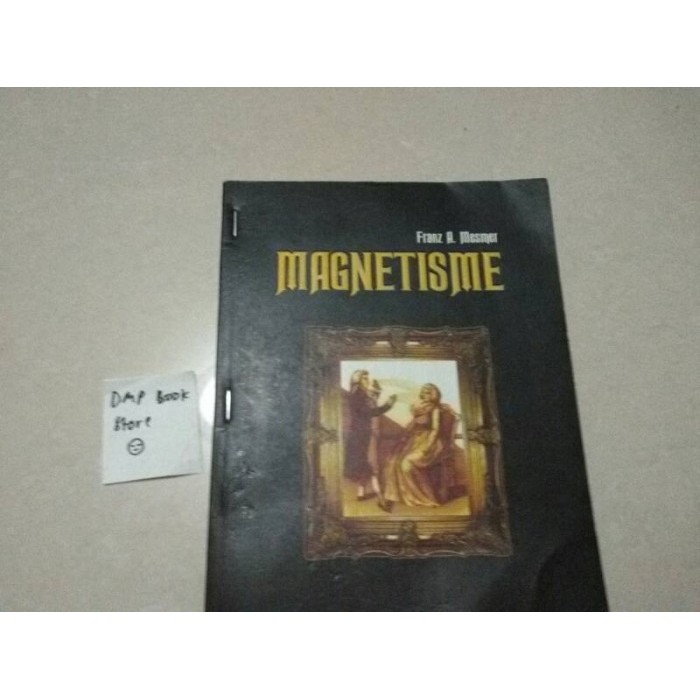 Franz A. Mesmer
MAGNETISME
DMP Book
Store